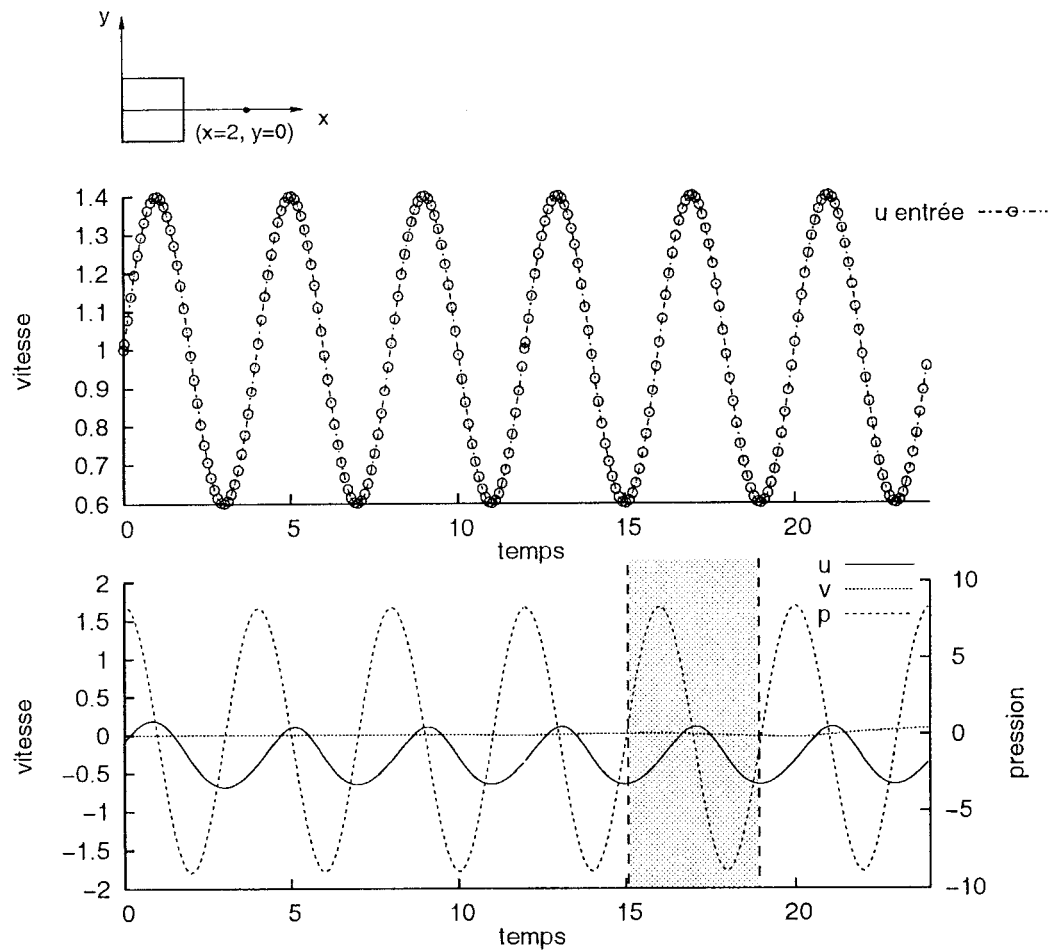 y
x
(x=2, y=0)
1.4
1.3
1.2
1.1
1
0.9
0.8
0.7
0.6
vitesse
u entrée
0 5 10 15 20
temps
2
1.5
1
0.5
0
−0.5
−1
−1.5
−2
vitesse
u
v
p
10
5
0
−5
−10
pression
0 5 10 15 20
temps